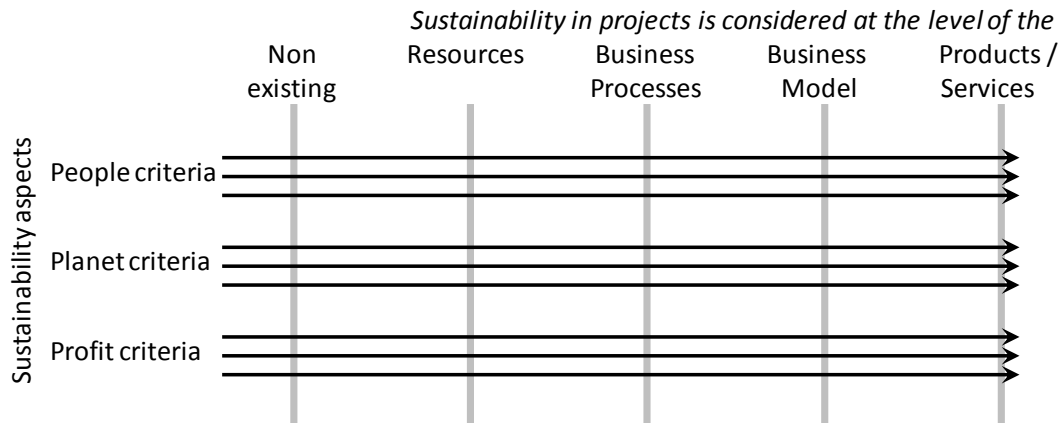 Sustainability in projects is considered at the level of the
Non
existing
Resources
Business
Processes
Business
Model
Products /
Services
Sustainability aspects
People criteria
Planet criteria
Profit criteria